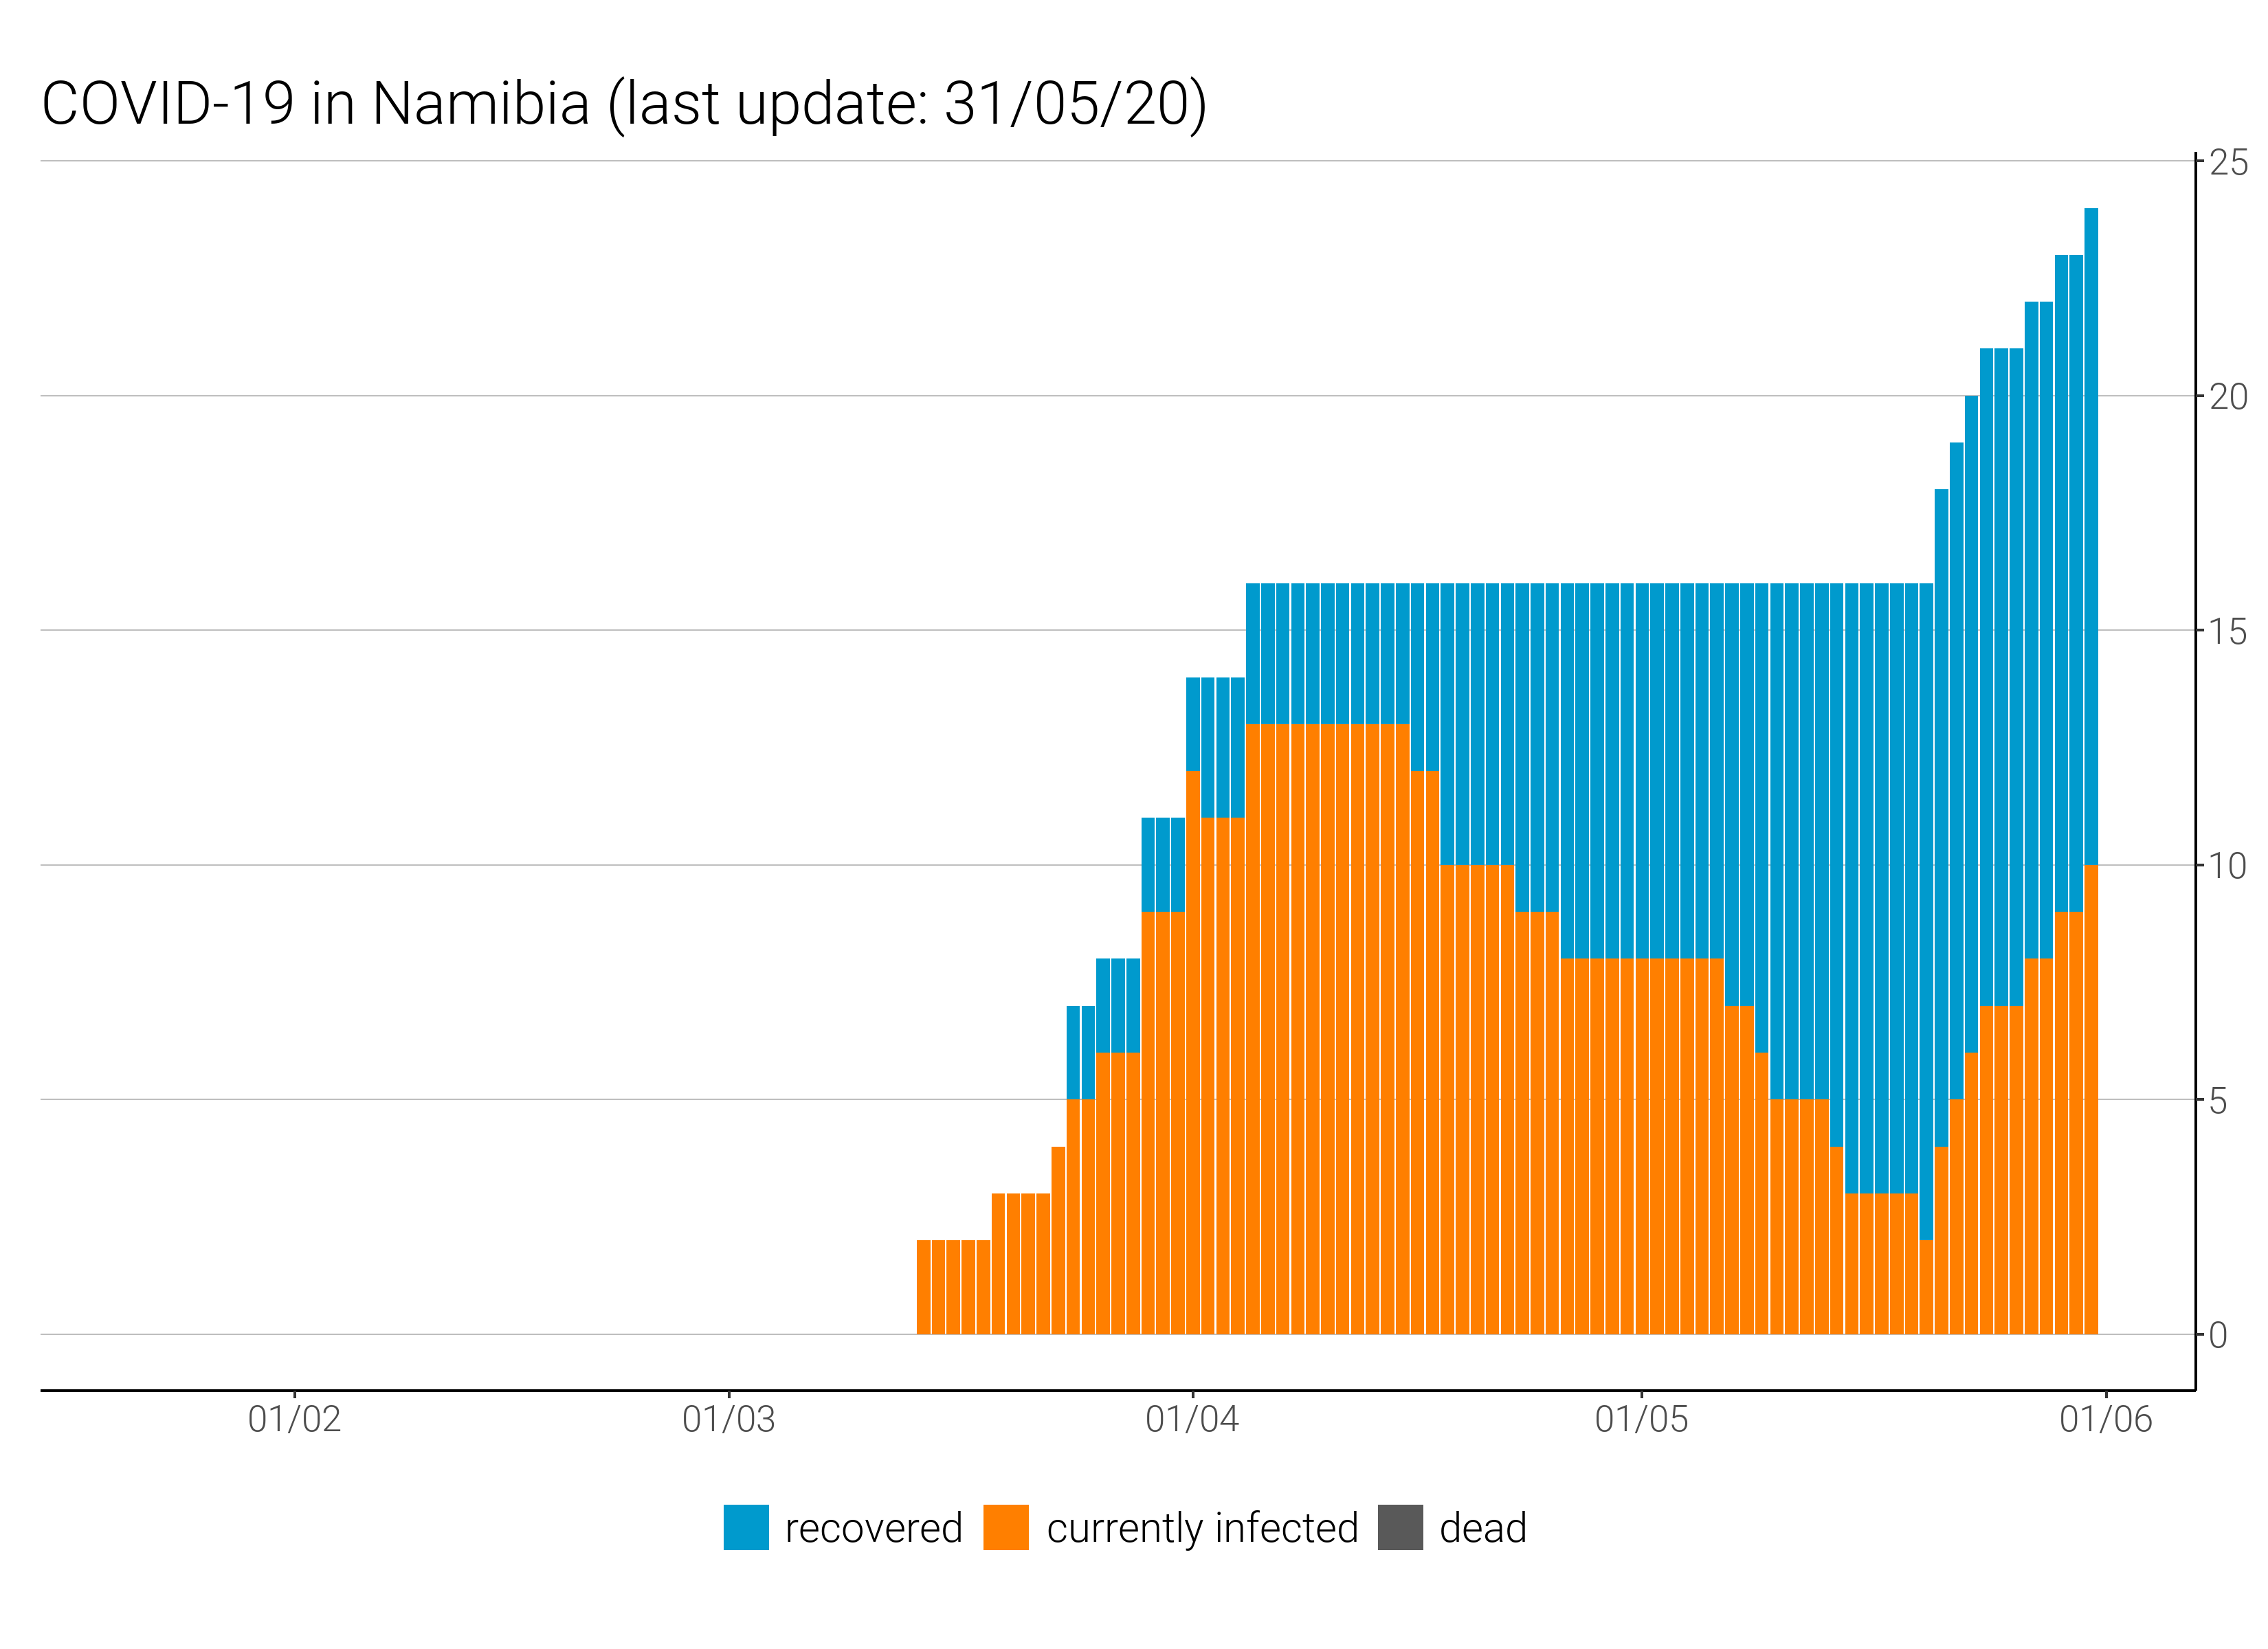 COVID-19 in Namibia (last update: 31/05/20)
25
20
15
10
5
0
01/02 01/03 01/04 01/05 01/06
recovered currently infected dead